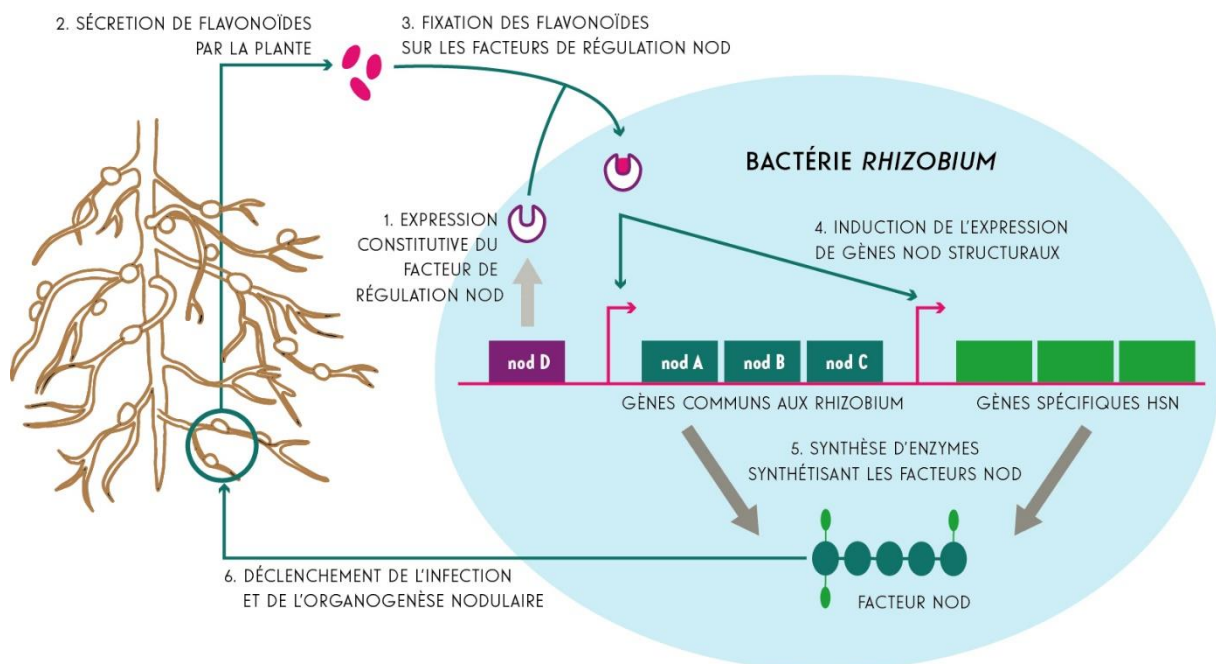 2. SÉCRETION DE FLAVONOÏDES
PAR LA PLANTE
3. FIXATION DES FLAVONOÏDES
SUR LES FACTEURS DE RÉGULATION NOD
BACTÉRIE RHIZOBIUM
1. EXPRESSION
CONSTITUTIVE DU
FACTEUR DE
RÉGULATION NOD
4. INDUCTION DE L'EXPRESSION
DE GÈNES NOD STRUCTURAUX
nod D
nod A
nod B
nod C
GÈNES COMMUNS AUX RHIZOBIUM
GÈNES SPÉCIFIQUES HSN
5. SYNTHÈSE D'ENZYMES
SYNTHÉTISANT LES FACTEURS NOD
6. DÉCLENCHEMENT DE L'INFECTION
ET DE L'ORGANOGENÈSE NODULAIRE
FACTEUR NOD